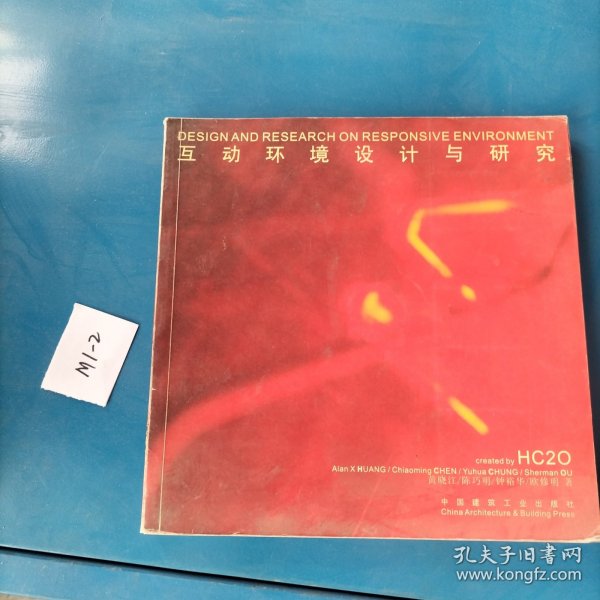 DESIGN AND RESEARCH ON RESPONSIVE ENVIRONMENT
互动环境设计与研究
M1-2
created by HC2O
Alan X HUANG / Chiaoming CHEN / Yuhua CHUNG / Sherman OU
黄晓江/陈巧明/钟裕华/欧修明 著
中国建筑工业出版社
China Architecture & Building Press
孔夫子旧书网
www.kongfz.com